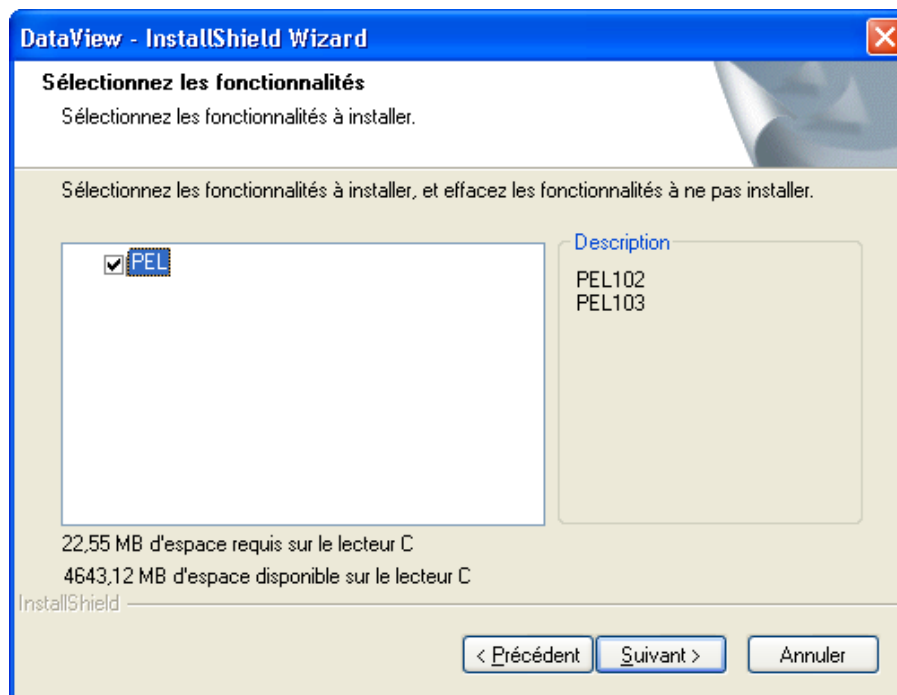 DataView - InstallShield Wizard
Sélectionnez les fonctionnalités
Sélectionnez les fonctionnalités à installer.
Sélectionnez les fonctionnalités à installer, et effacez les fonctionnalités à ne pas installer.
PEL
Description
PEL102
PEL103
22,55 MB d'espace requis sur le lecteur C
4643,12 MB d'espace disponible sur le lecteur C
InstallShield
< Précédent
Suivant >
Annuler